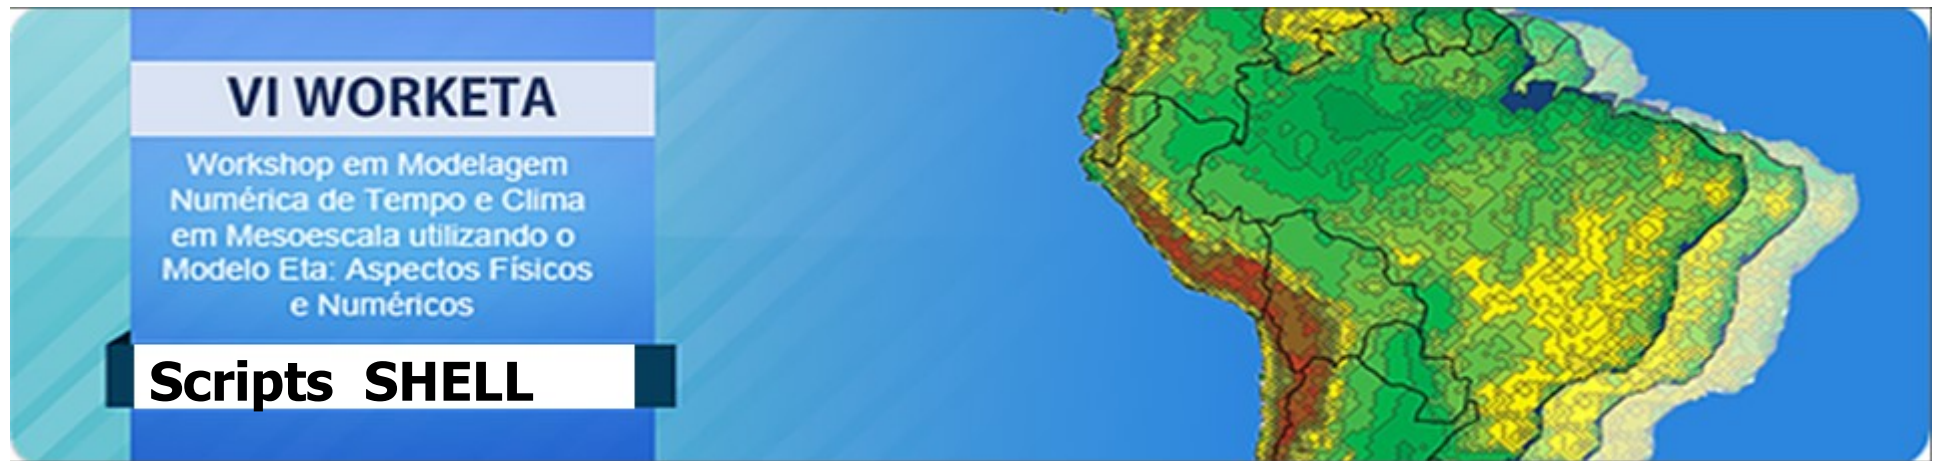 VI WORKETA
Workshop em Modelagem
Numérica de Tempo e Clima
em Mesoescala utilizando o
Modelo Eta: Aspectos Físicos
e Numéricos
Scripts SHELL